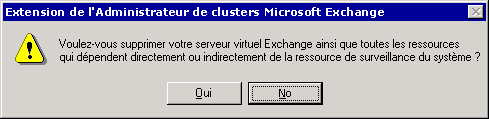 Extension de l'Administrateur de clusters Microsoft Exchange
Voulez-vous supprimer votre serveur virtuel Exchange ainsi que toutes les ressources
qui dépendent directement ou indirectement de la ressource de surveillance du système ?
Oui
No